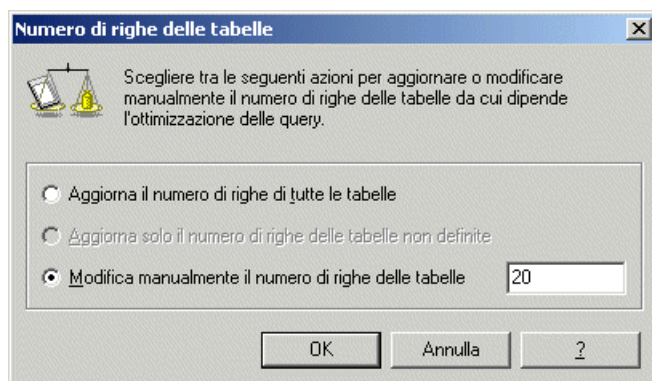 Numero di righe delle tabelle
Scegliere tra le seguenti azioni per aggiornare o modificare
manualmente il numero di righe delle tabelle da cui dipende
l'ottimizzazione delle query.
Aggiorna il numero di righe di tutte le tabelle
Aggiorna solo il numero di righe delle tabelle non definite
Modifica manualmente il numero di righe delle tabelle 20
OK Annulla ?